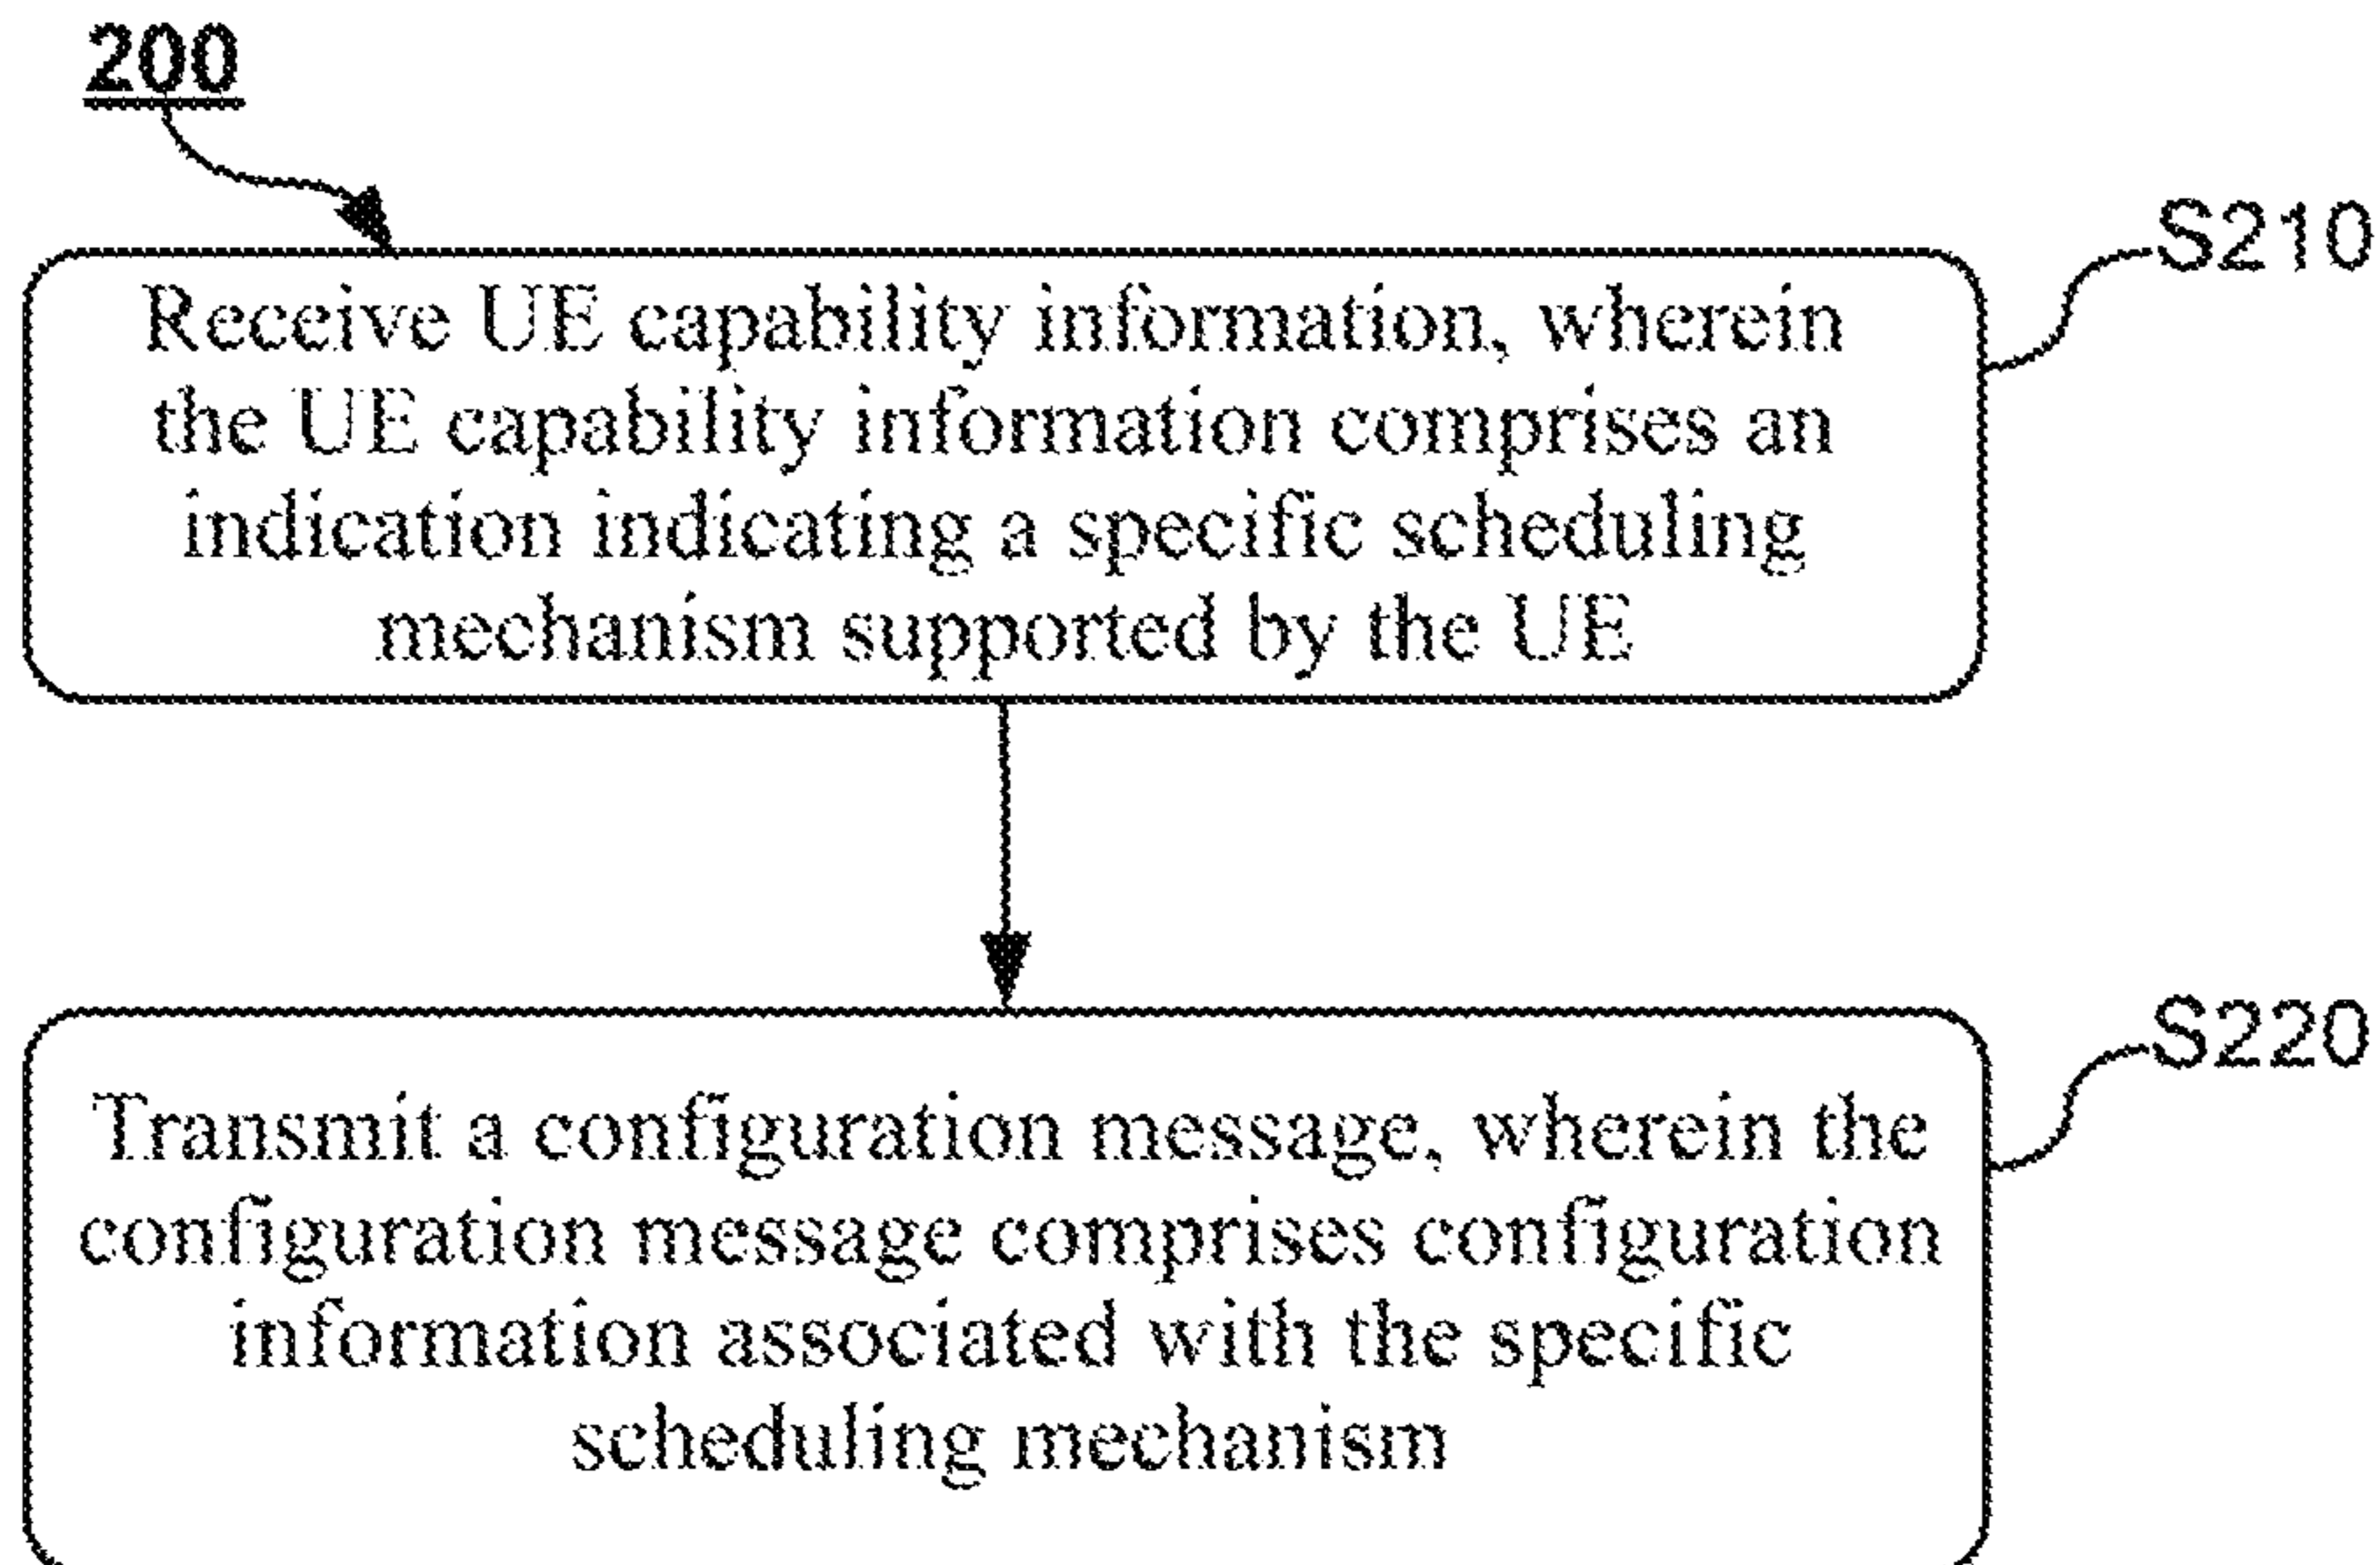 200
S210
Receive UE capability information, wherein
the UE capability information comprises an
indication indicating a specific scheduling
mechanism supported by the UE
S220
Transmit a configuration message, wherein the
configuration message comprises configuration
information associated with the specific
scheduling mechanism